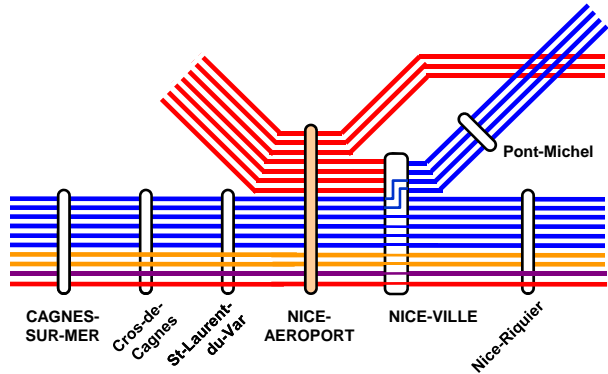 Pont-Michel
CAGNES-
SUR-MER
Cros-de-
Cagnes
St-Laurent-
du-Var
NICE-
AEROPORT
NICE-VILLE
Nice-Riquier